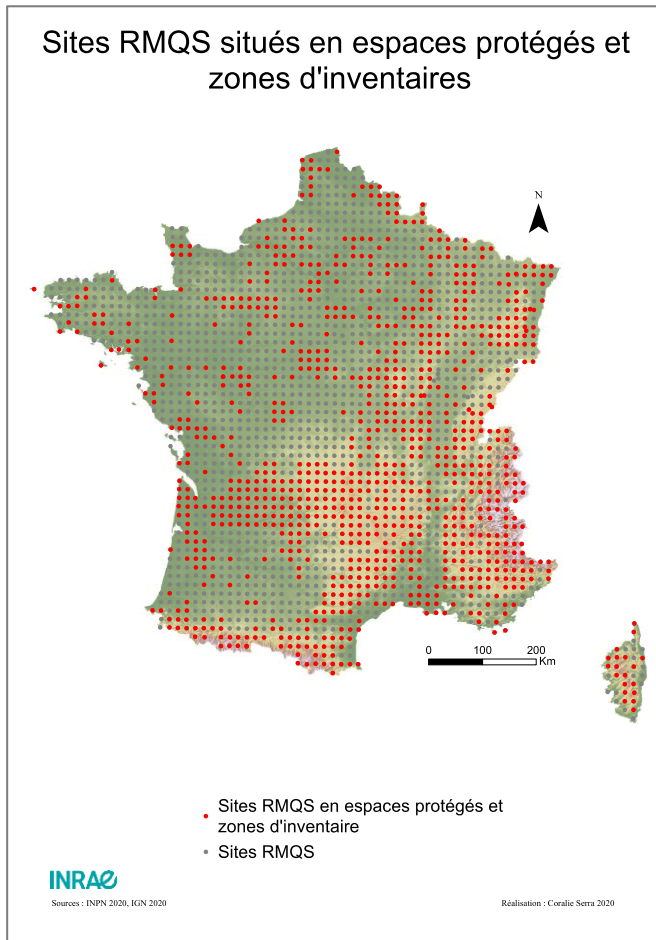 Sites RMQS situés en espaces protégés et
zones d'inventaires
N
0 100 200
Km
Sites RMQS en espaces protégés et
zones d'inventaire
Sites RMQS
INRAE
Sources : INPN 2020, IGN 2020
Réalisation : Coralie Serra 2020